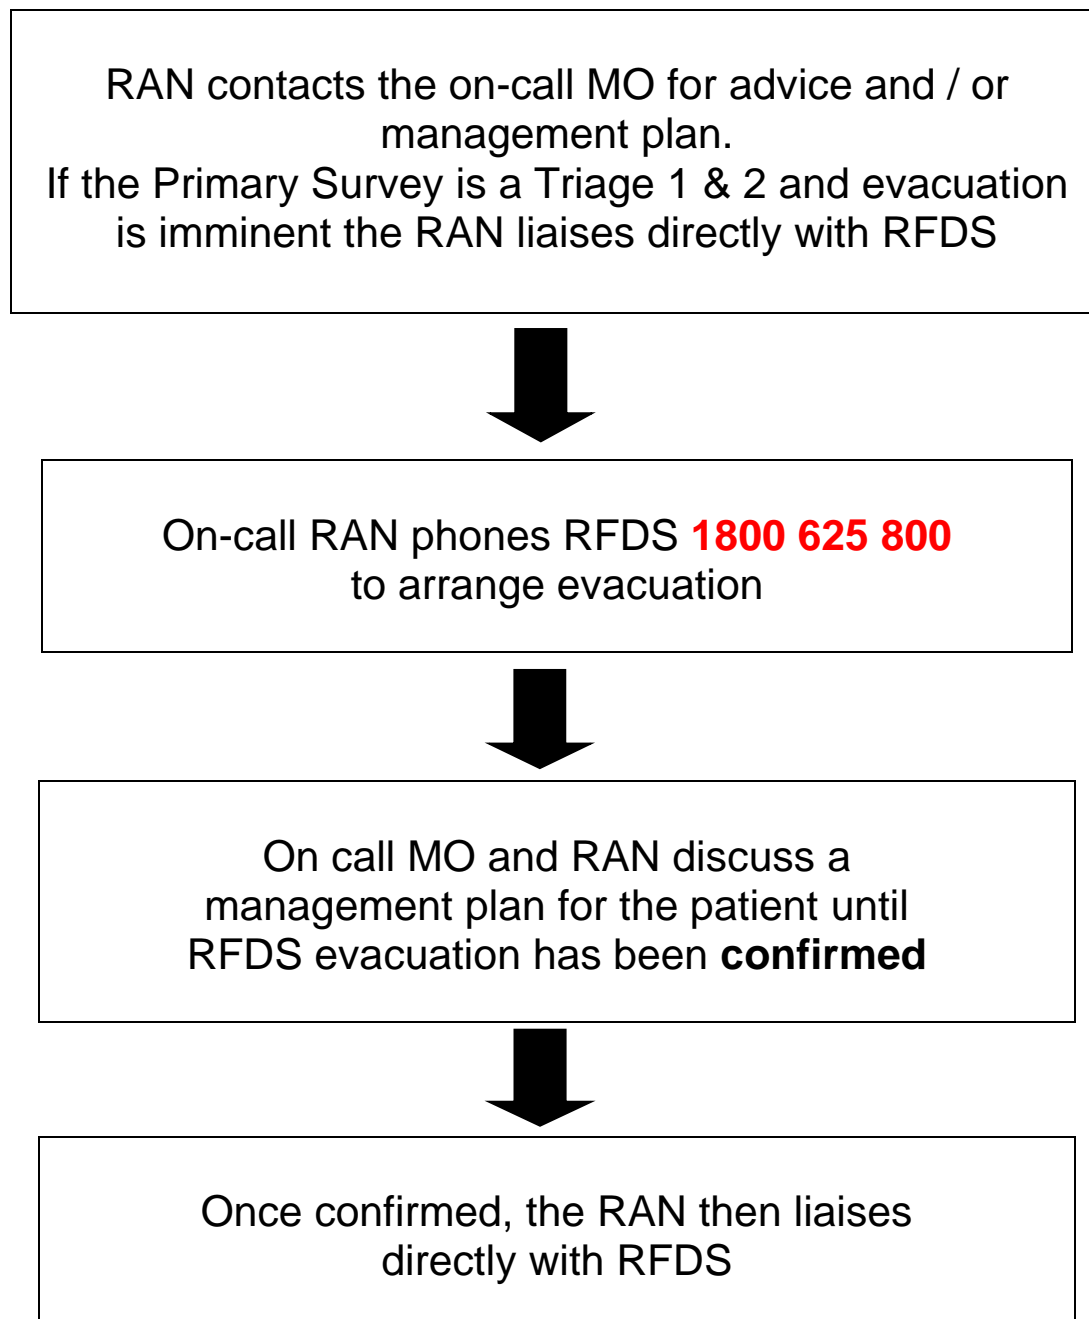 RAN contacts the on-call MO for advice and / or
management plan.
If the Primary Survey is a Triage 1 & 2 and evacuation
is imminent the RAN liaises directly with RFDS
On-call RAN phones RFDS 1800 625 800
to arrange evacuation
On call MO and RAN discuss a
management plan for the patient until
RFDS evacuation has been confirmed
Once confirmed, the RAN then liaises
directly with RFDS